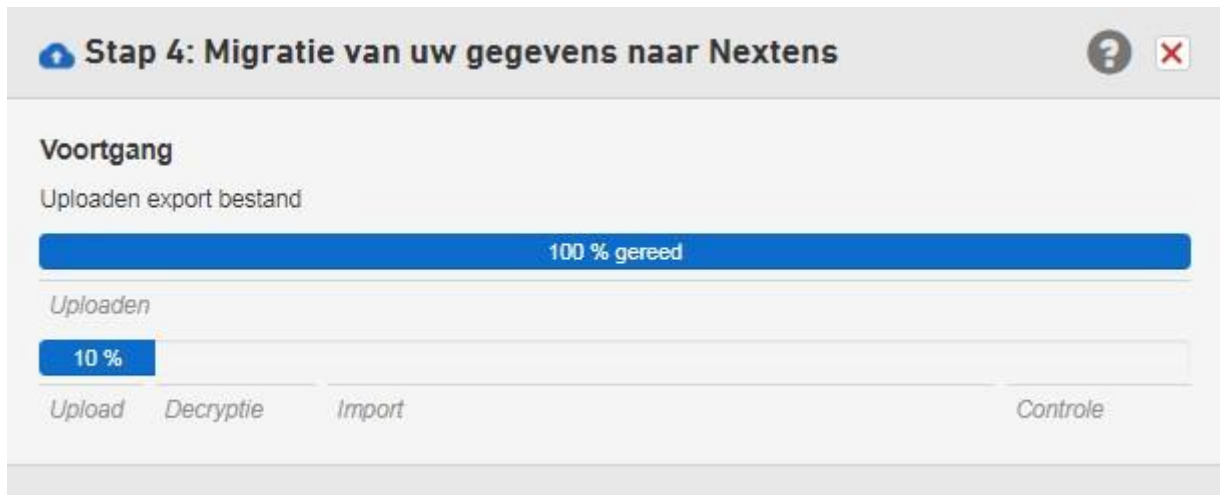 Stap 4: Migratie van uw gegevens naar Nextens
Voortgang
Uploaden export bestand
100 % gereed
Uploaden
10 %
Upload Decryptie Import Controle